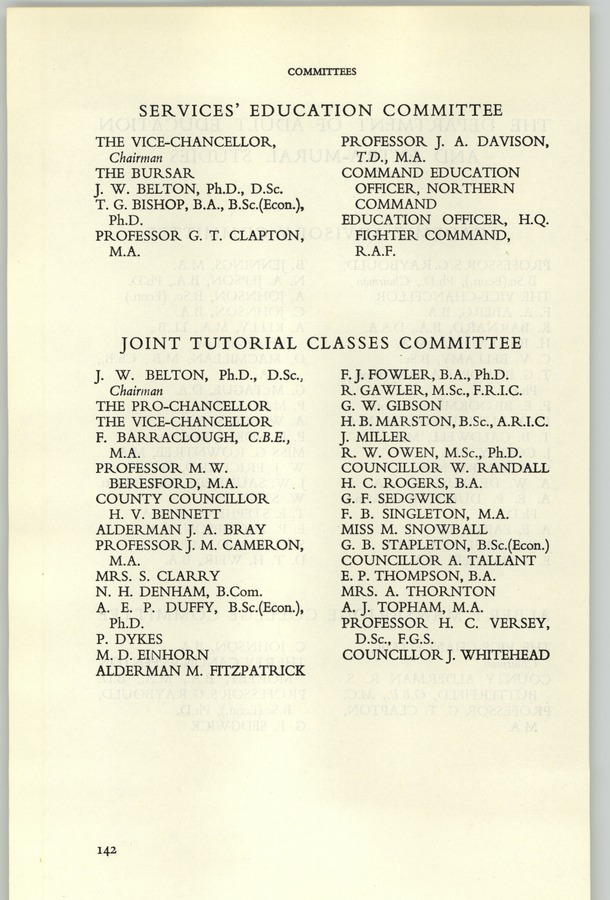 COMMITTEES
SERVICES' EDUCATION COMMITTEE
THE VICE-CHANCELLOR,
Chairman
THE BURSAR
J. W. BELTON, Ph.D., D.Sc.
T. G. BISHOP, B.A., B.Sc.(Econ.),
Ph.D.
PROFESSOR G. T. CLAPTON,
M.A.
PROFESSOR J. A. DAVISON,
T.D., M.A.
COMMAND EDUCATION
OFFICER, NORTHERN
COMMAND
EDUCATION OFFICER, H.Q.
FIGHTER COMMAND,
R.A.F.
JOINT TUTORIAL CLASSES COMMITTEE
J. W. BELTON, Ph.D., D.Sc.,
Chairman
THE PRO-CHANCELLOR
THE VICE-CHANCELLOR
F. BARRACLOUGH, C.B.E.,
M.A.
PROFESSOR M. W.
BERESFORD, M.A.
COUNTY COUNCILLOR
H. V. BENNETT
ALDERMAN J. A. BRAY
PROFESSOR J. M. CAMERON,
M.A.
MRS. S. CLARRY
N. H. DENHAM, B.Com.
A. E. P. DUFFY, B.Sc.(Econ.),
Ph.D.
P. DYKES
M. D. EINHORN
ALDERMAN M. FITZPATRICK
F. J. FOWLER, B.A., Ph.D.
R. GAWLER, M.Sc., F.R.I.C.
G. W. GIBSON
H. B. MARSTON, B.Sc., A.R.I.C.
J. MILLER
R. W. OWEN, M.Sc., Ph.D.
COUNCILLOR W. RANDALL
H. C. ROGERS, B.A.
G. F. SEDGWICK
F. B. SINGLETON, M.A.
MISS M. SNOWBALL
G. B. STAPLETON, B.Sc.(Econ.)
COUNCILLOR A. TALLANT
E. P. THOMPSON, B.A.
MRS. A. THORNTON
A. J. TOPHAM, M.A.
PROFESSOR H. C. VERSEY,
D.Sc., F.G.S.
COUNCILLOR J. WHITEHEAD
142